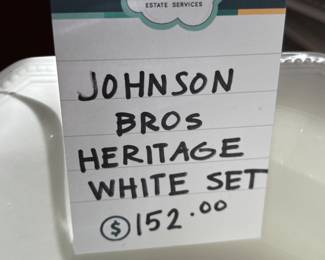 ESTATE SERVICES
JOHNSON
BROS
HERITAGE
WHITE SET
$ 152.00